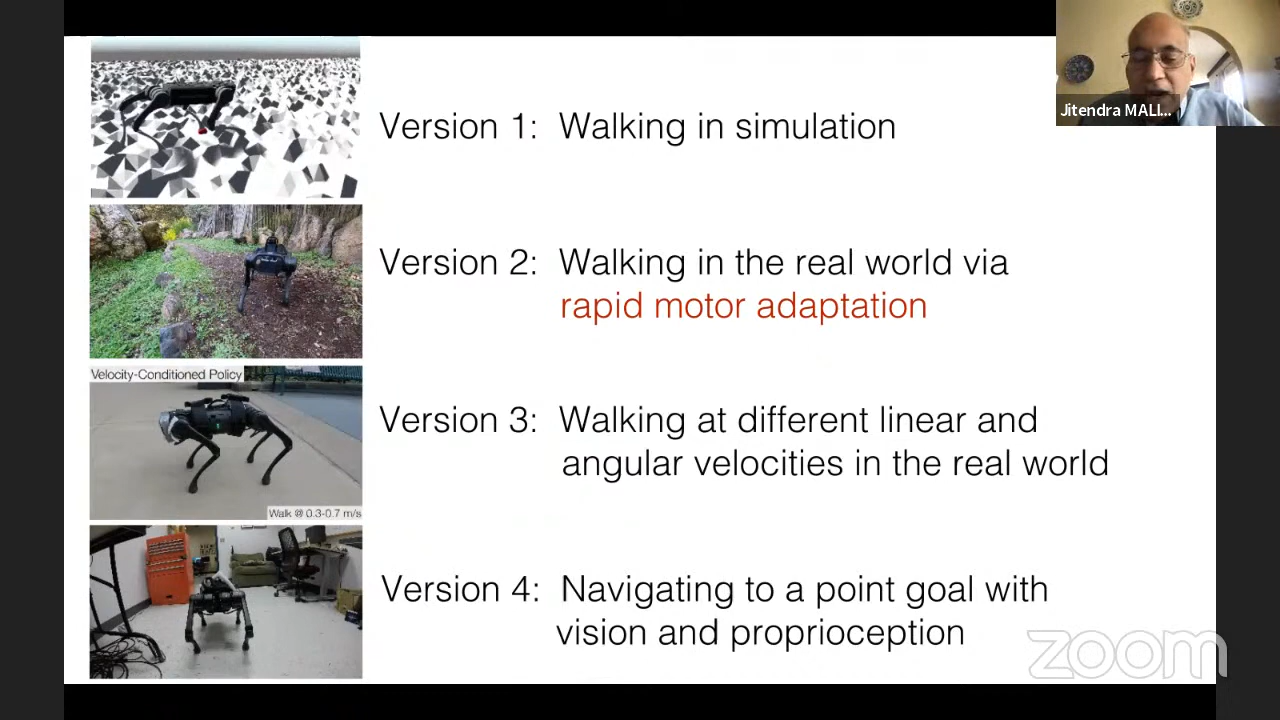 Jitendra MALI...
Version 1: Walking in simulation
Version 2: Walking in the real world via
rapid motor adaptation
Velocity-Conditioned Policy
Version 3: Walking at different linear and
angular velocities in the real world
Walk @ 0.3-0.7 m/s
Version 4: Navigating to a point goal with
vision and proprioception
zoom